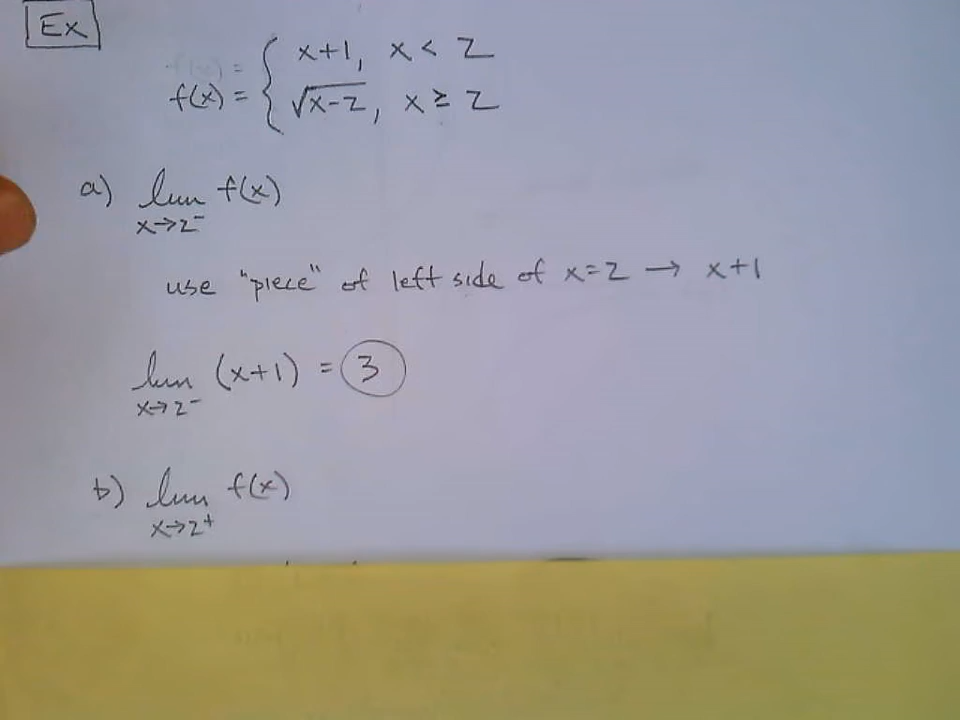 Ex
f(x) = { x+1, x < 2
√x-2, x ≥ 2
a) lim f(x)
x→2⁻
use "piece" of left side of x=2 → x+1
lim (x+1) = 3
x→2⁻
b) lim f(x)
x→2⁺